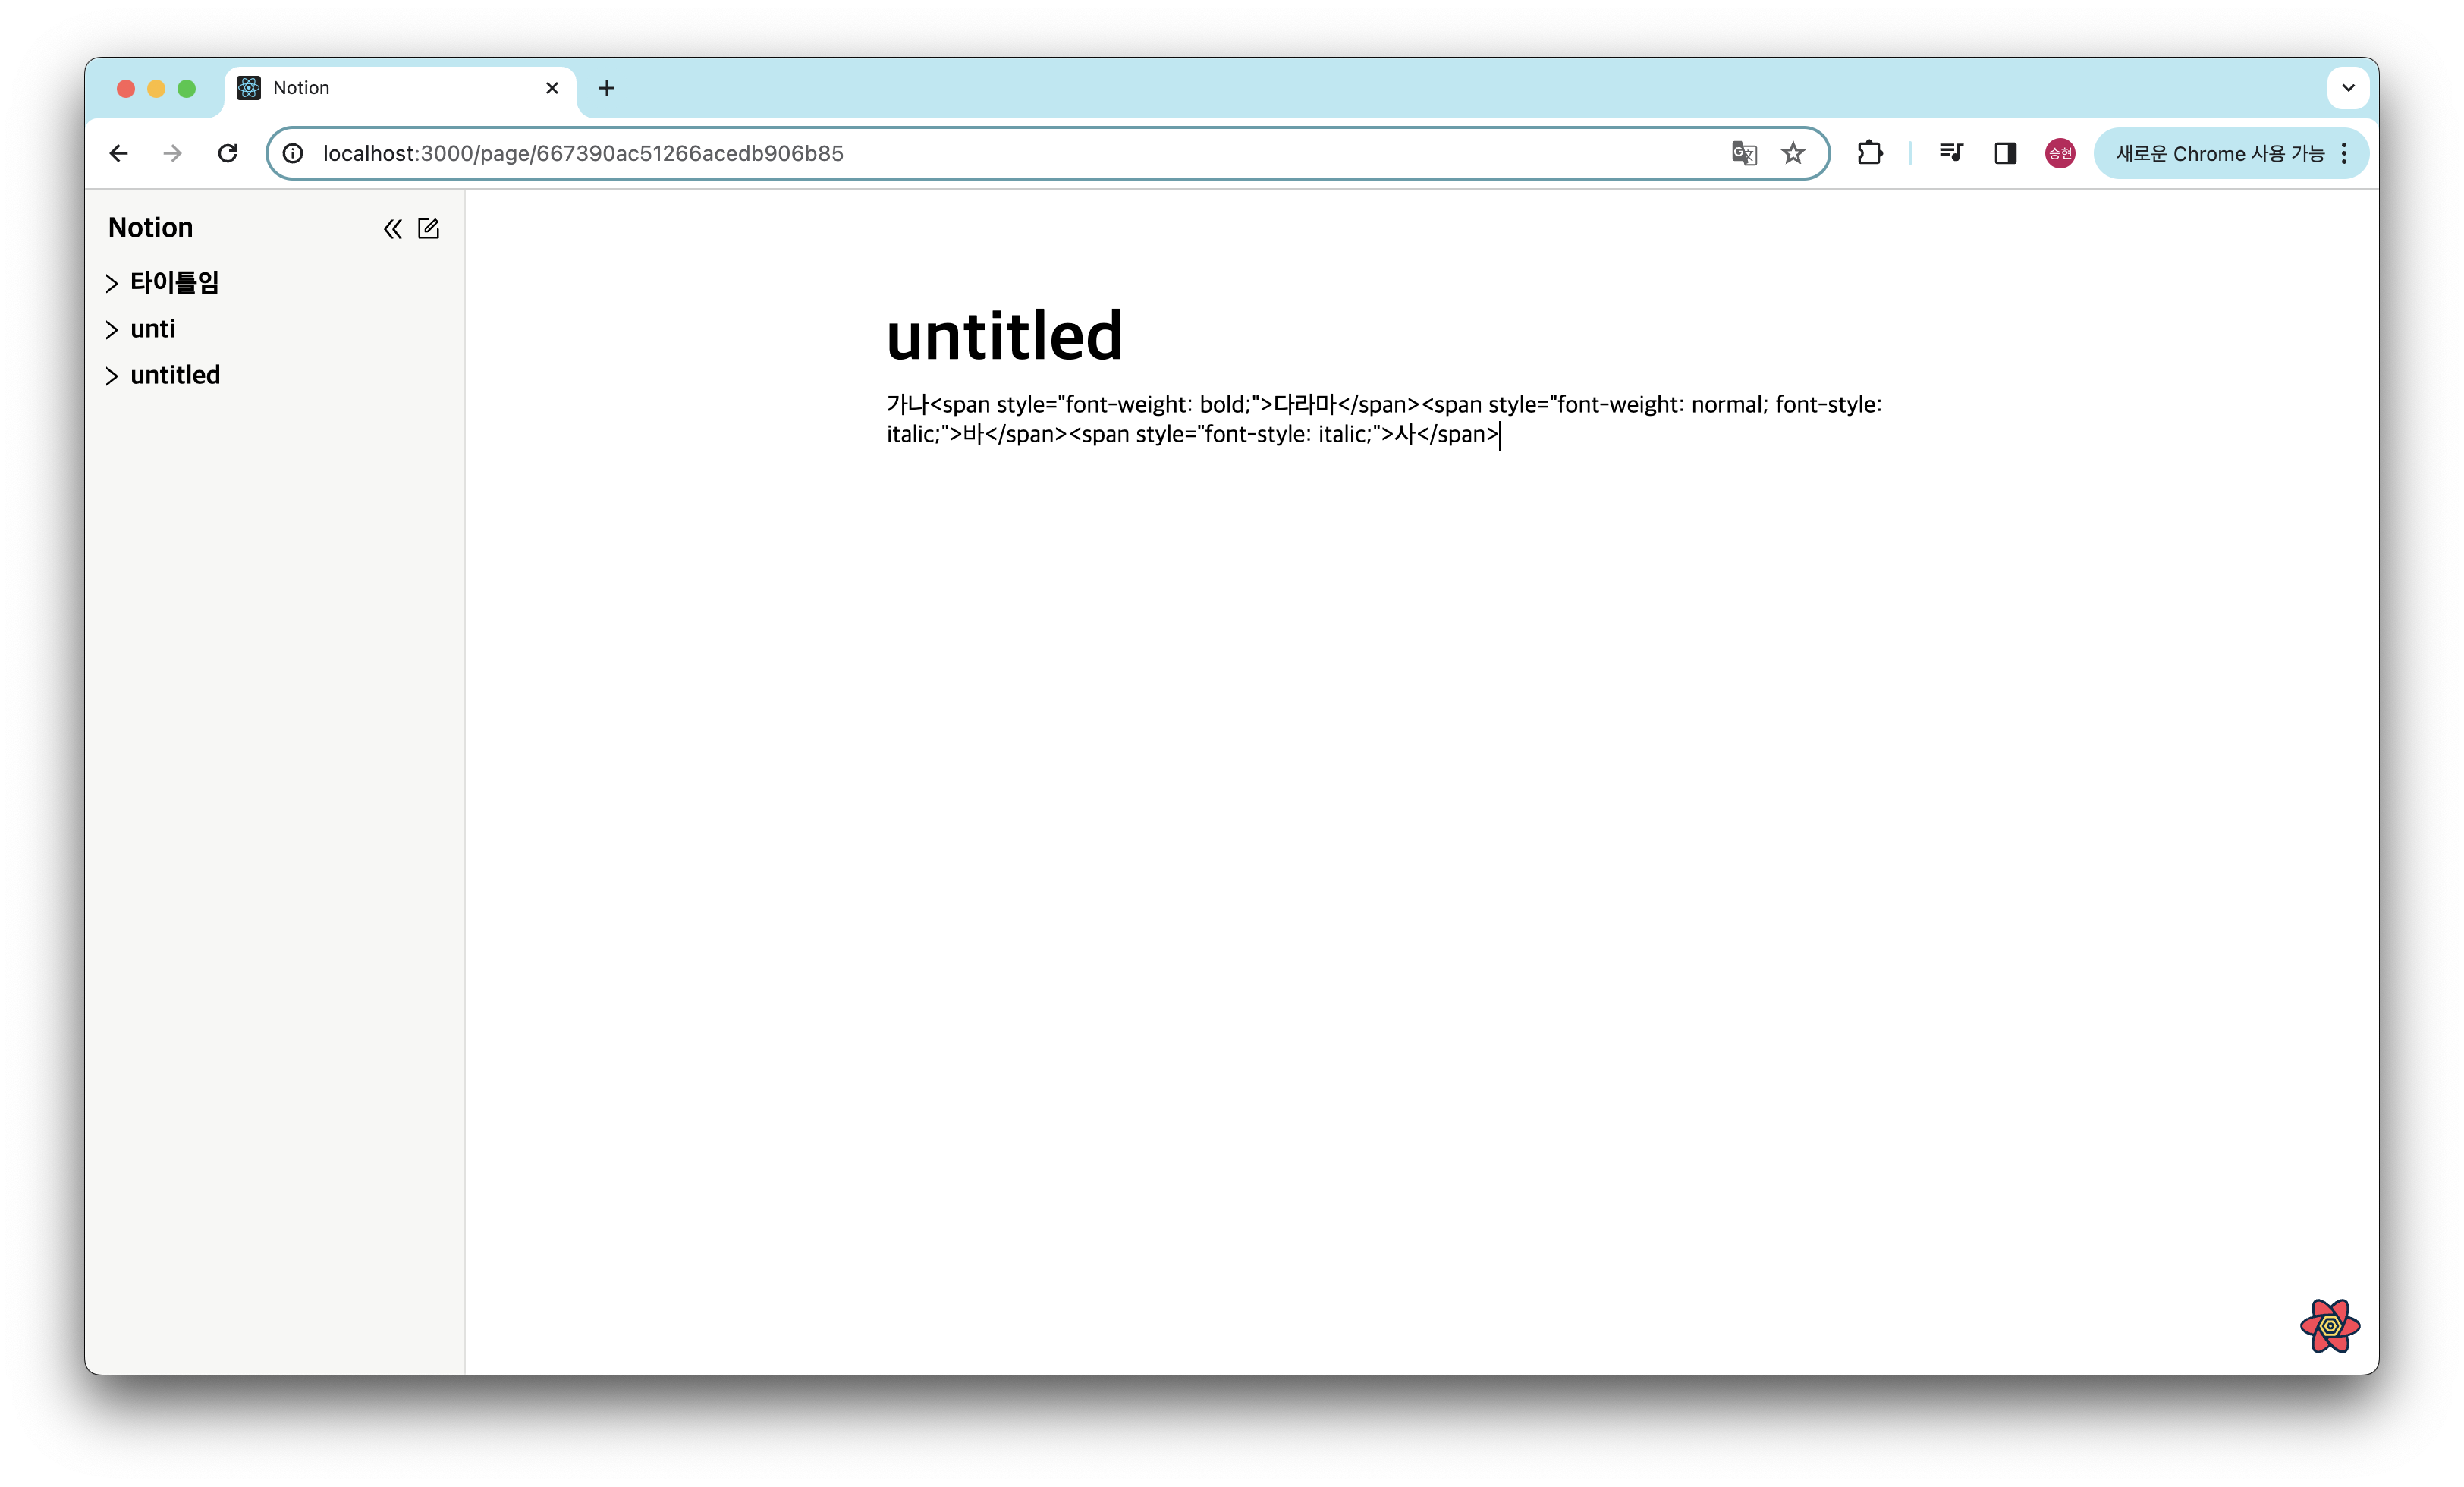 Notion
localhost:3000/page/667390ac51266acedb906b85
승현
새로운 Chrome 사용 가능
Notion
타이틀임
unti
untitled
untitled
가나<span style="font-weight: bold;">다라마</span><span style="font-weight: normal; font-style:
italic;">바</span><span style="font-style: italic;">사</span>